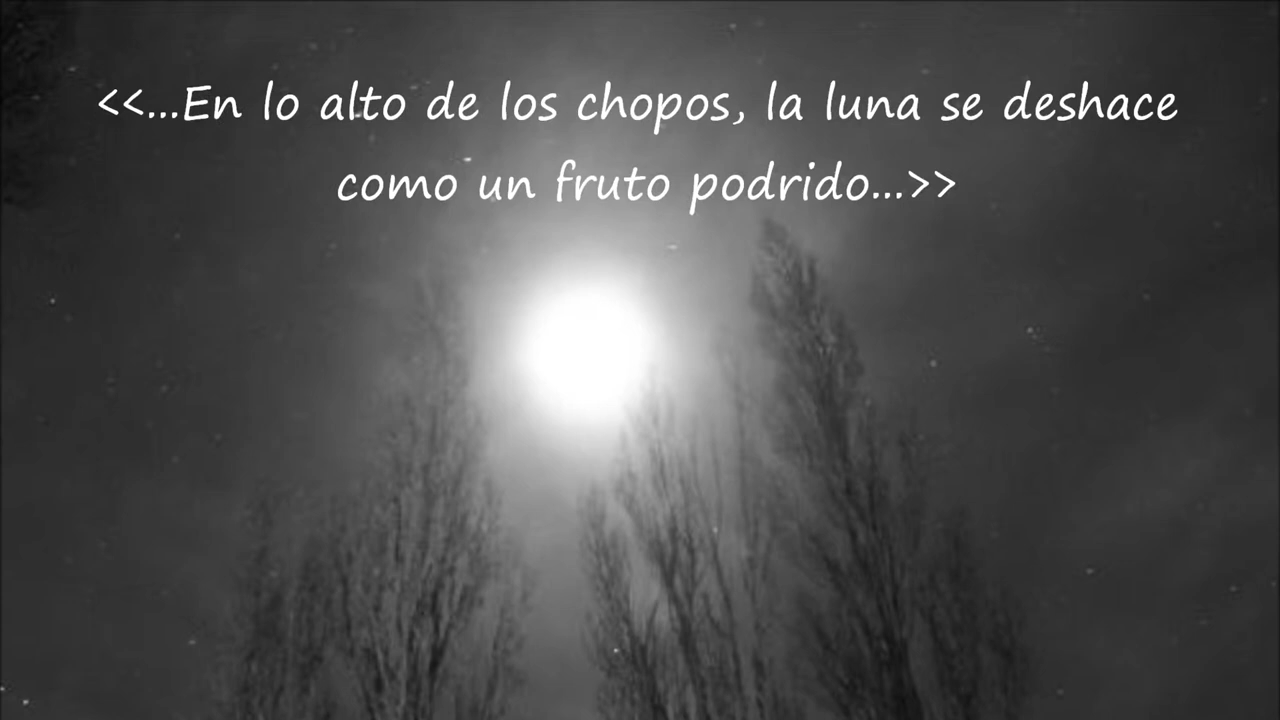 <<...En lo alto de los chopos, la luna se deshace
como un fruto podrido...>>